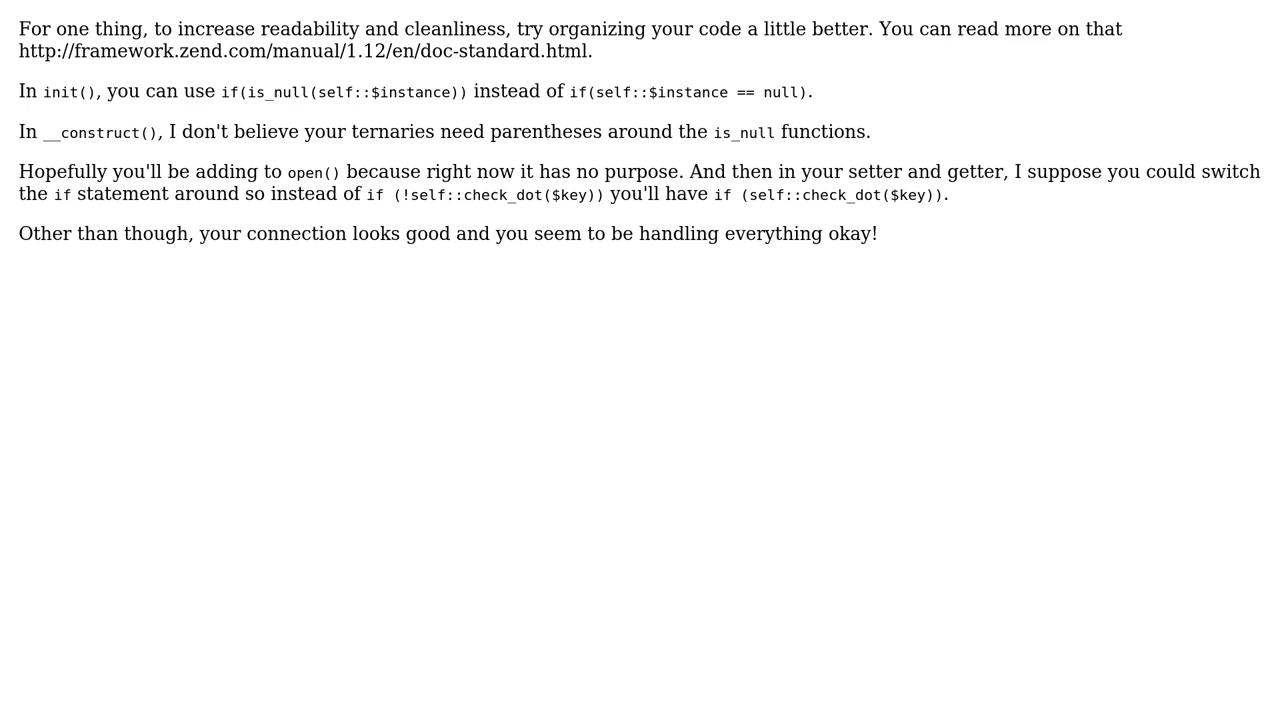 For one thing, to increase readability and cleanliness, try organizing your code a little better. You can read more on that
http://framework.zend.com/manual/1.12/en/doc-standard.html.
In init(), you can use if(is_null(self::$instance)) instead of if(self::$instance == null).
In __construct(), I don't believe your ternaries need parentheses around the is_null functions.
Hopefully you'll be adding to open() because right now it has no purpose. And then in your setter and getter, I suppose you could switch
the if statement around so instead of if (!self::check_dot($key)) you'll have if (self::check_dot($key)).
Other than though, your connection looks good and you seem to be handling everything okay!